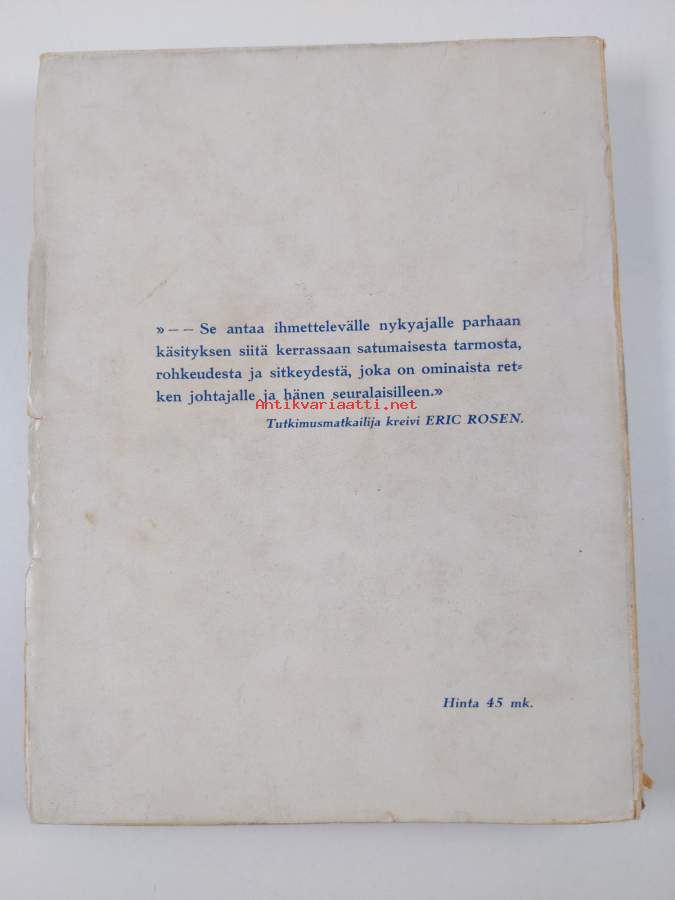 »—— Se antaa ihmettelevälle nykyajalle parhaan
käsityksen siitä kerrassaan satumaisesta tarmosta,
rohkeudesta ja sitkeydestä, joka on ominaista ret-
ken johtajalle ja hänen seuralaisilleen.»
Antikvariaatti.net
Tutkimusmatkailija kreivi ERIC ROSEN.
Hinta 45 mk.